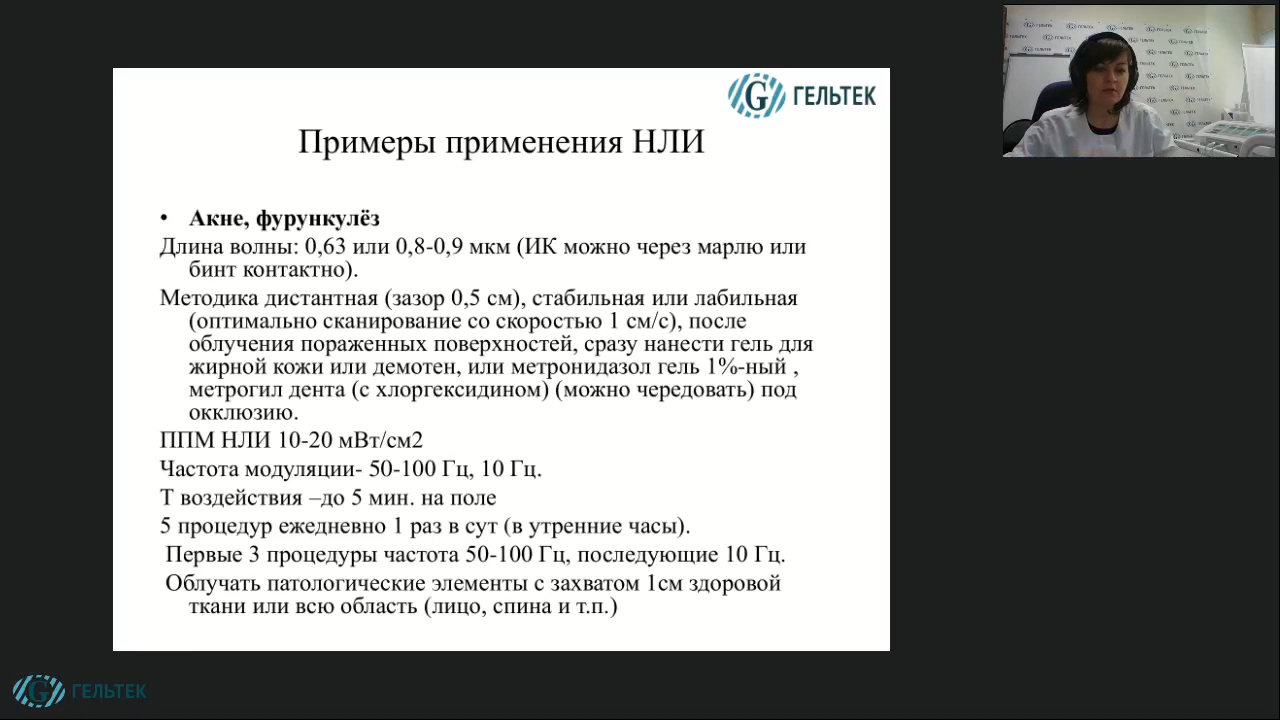 ГЕЛЬТЕК
Примеры применения НЛИ
• Акне, фурункулёз
Длина волны: 0,63 или 0,8-0,9 мкм (ИК можно через марлю или
бинт контактно).
Методика дистантная (зазор 0,5 см), стабильная или лабильная
(оптимально сканирование со скоростью 1 см/с), после
облучения пораженных поверхностей, сразу нанести гель для
жирной кожи или демотен, или метронидазол гель 1%-ный ,
метрогил дента (с хлоргексидином) (можно чередовать) под
окклюзию.
ППМ НЛИ 10-20 мВт/см2
Частота модуляции- 50-100 Гц, 10 Гц.
Т воздействия –до 5 мин. на поле
5 процедур ежедневно 1 раз в сут (в утренние часы).
Первые 3 процедуры частота 50-100 Гц, последующие 10 Гц.
Облучать патологические элементы с захватом 1см здоровой
ткани или всю область (лицо, спина и т.п.)
ГЕЛЬТЕК